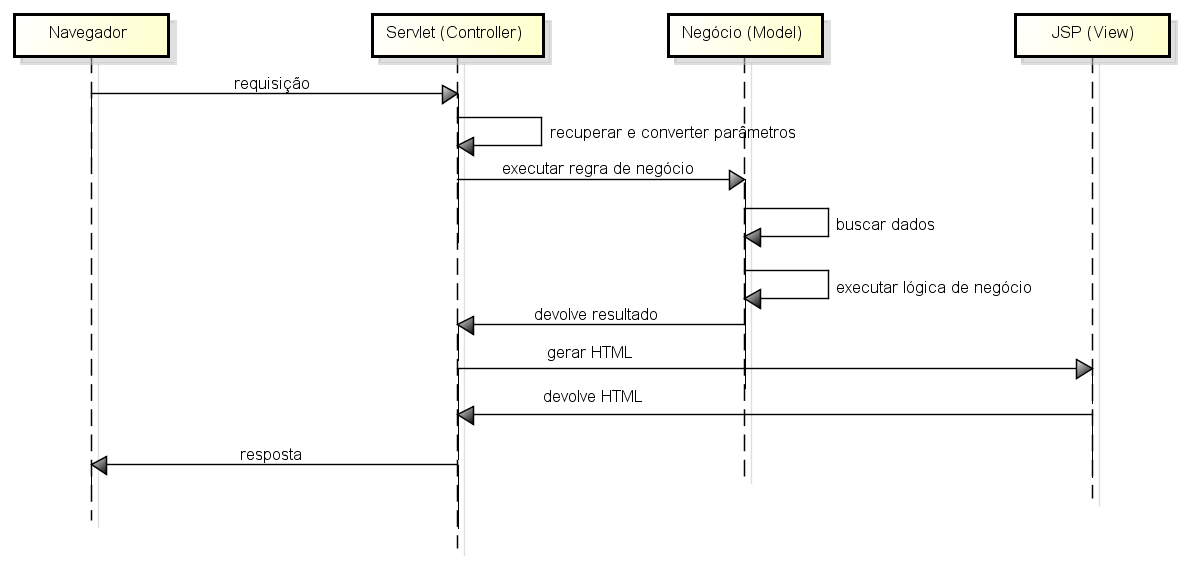 Navegador
Servlet (Controller)
Negócio (Model)
JSP (View)
requisição
recuperar e converter parâmetros
executar regra de negócio
buscar dados
executar lógica de negócio
devolve resultado
gerar HTML
devolve HTML
resposta